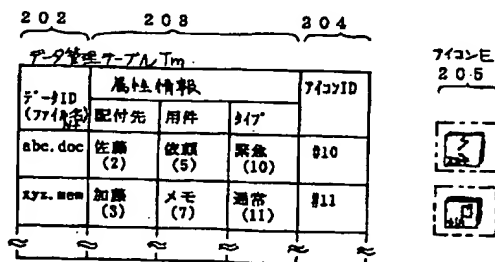 202 203 204
データ管理テーブルTm
アイコンE
205
データID
(ファイル名)
属性情報
アイコンID
配付先 用件 タイプ
abc.doc 佐藤 依頼 緊急 #10
(2) (5) (10)
xyz.mem 加藤 メモ 通常 #11
(3) (7) (11)